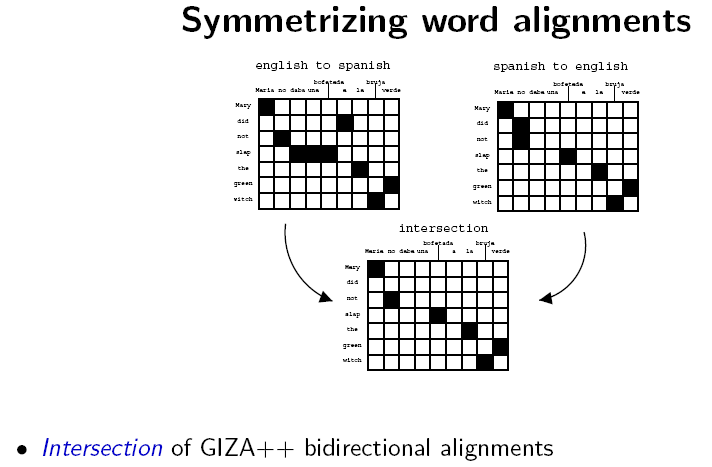 Symmetrizing word alignments
english to spanish
bofetada bruja
Maria no daba una a la verde
Mary
did
not
slap
the
green
witch
spanish to english
bofetada bruja
Maria no daba una a la verde
Mary
did
not
slap
the
green
witch
intersection
bofetada bruja
Maria no daba una a la verde
Mary
did
not
slap
the
green
witch
• Intersection of GIZA++ bidirectional alignments